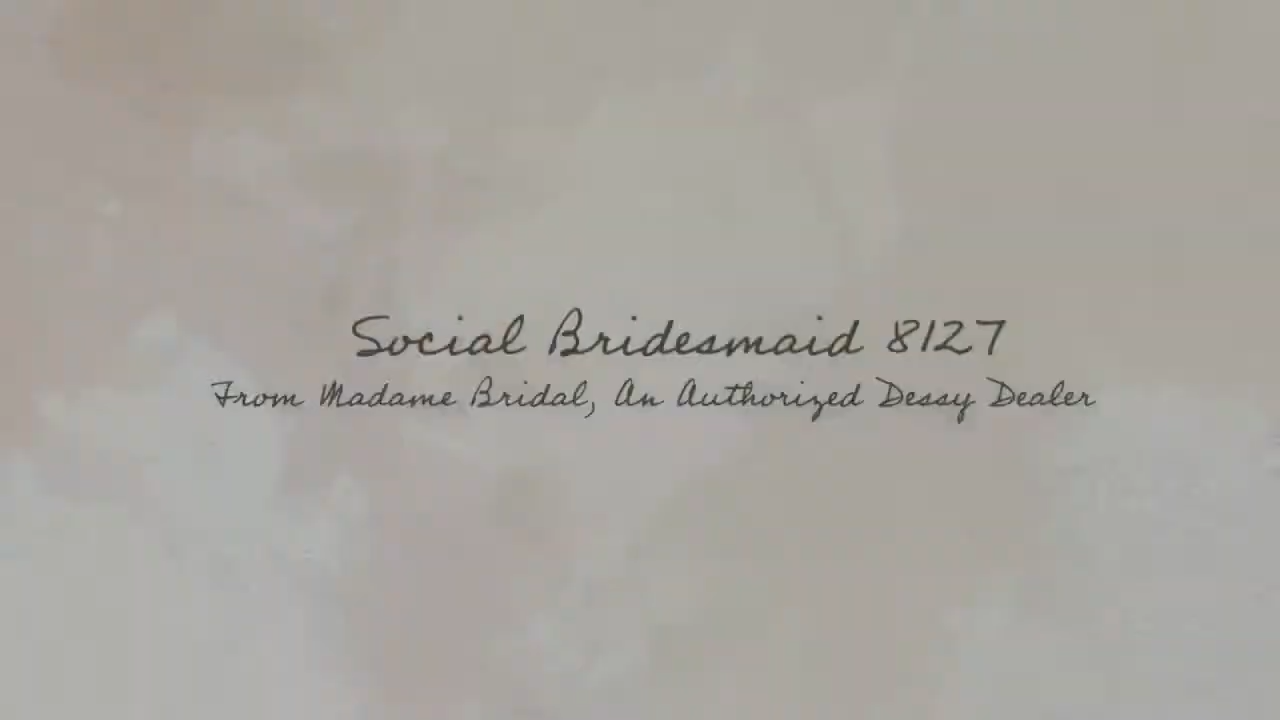 Social Bridesmaid 8127
From Madame Bridal, An Authorized Dessy Dealer